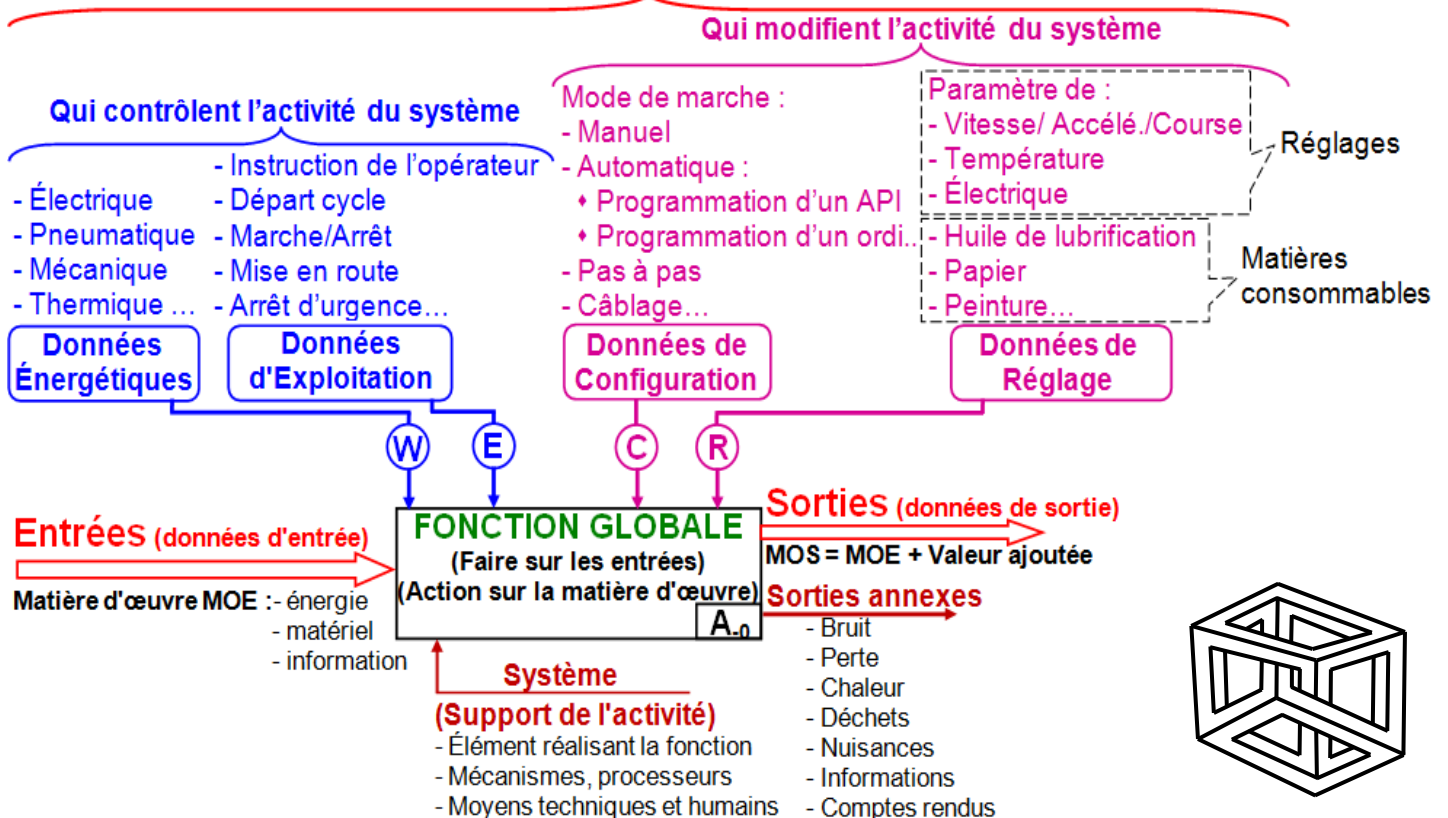 Qui modifient l’activité du système
Qui contrôlent l’activité du système
- Électrique
- Pneumatique
- Mécanique
- Thermique ...
- Instruction de l’opérateur
- Départ cycle
- Marche/Arrêt
- Mise en route
- Arrêt d’urgence…
Mode de marche :
- Manuel
- Automatique :
♦ Programmation d’un API
♦ Programmation d’un ordi..
- Pas à pas
- Câblage…
Paramètre de :
- Vitesse/ Accélé./Course
- Température
- Électrique
Réglages
- Huile de lubrification
- Papier
- Peinture…
Matières
consommables
Données
Énergétiques
Données
d'Exploitation
Données de
Configuration
Données de
Réglage
W
E
C
R
Entrées (données d'entrée)
Matière d'œuvre MOE :- énergie
- matériel
- information
FONCTION GLOBALE
(Faire sur les entrées)
(Action sur la matière d'œuvre)
A-0
Sorties (données de sortie)
MOS = MOE + Valeur ajoutée
Sorties annexes
- Bruit
- Perte
- Chaleur
- Déchets
- Nuisances
- Informations
- Comptes rendus
Système
(Support de l'activité)
- Élément réalisant la fonction
- Mécanismes, processeurs
- Moyens techniques et humains